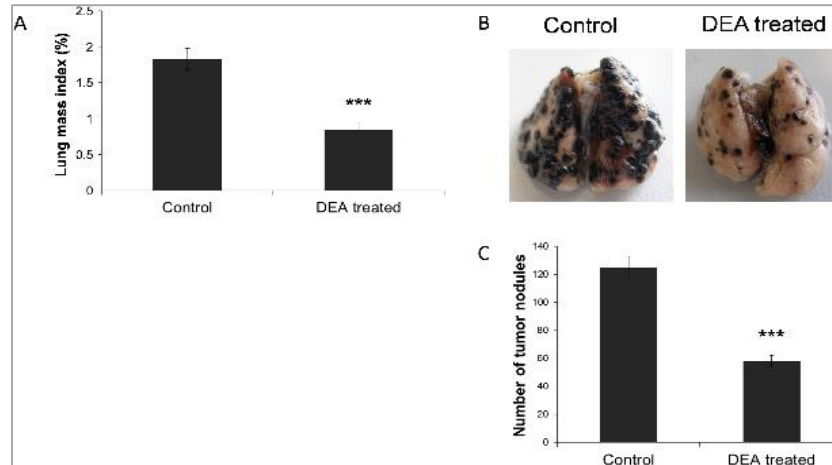 A
Lung mass index (%)
2.5
2
1.5
1
0.5
0
***
Control
DEA treated
B
Control
DEA treated
C
Number of tumor nodules
140
120
100
80
60
40
20
0
***
Control
DEA treated